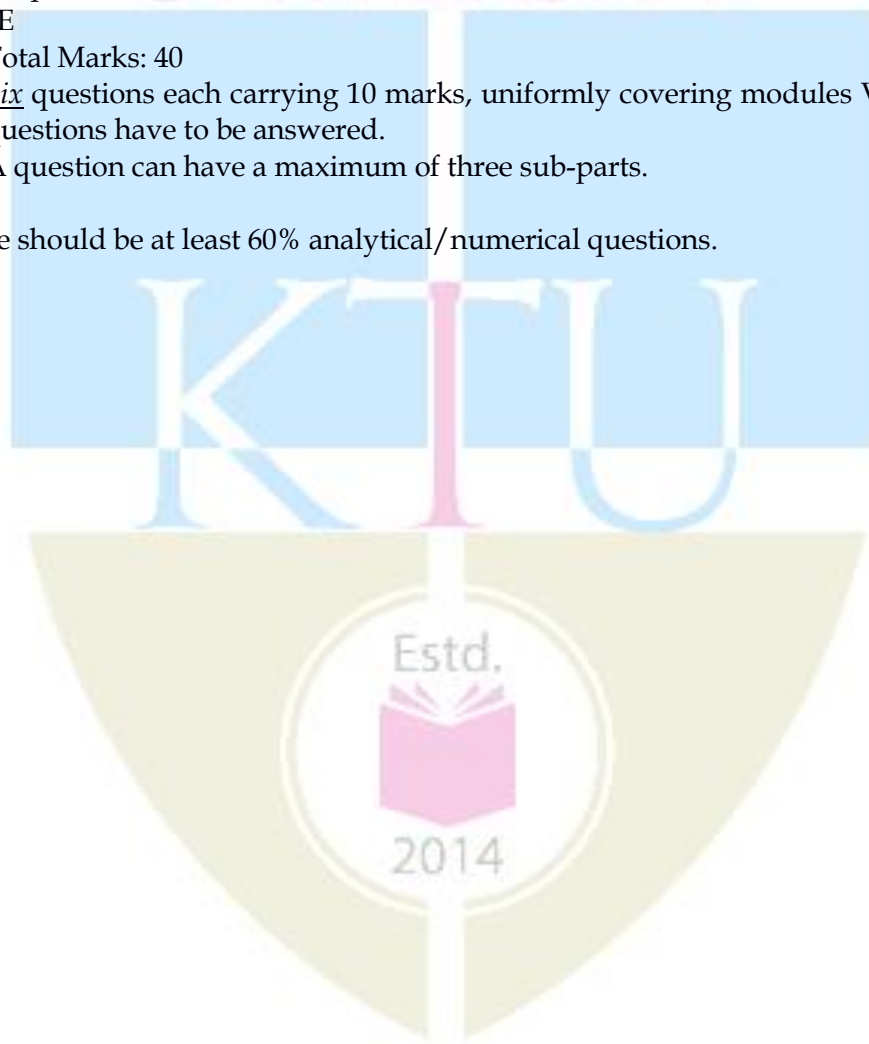 E
Total Marks: 40
ix questions each carrying 10 marks, uniformly covering modules V
uestions have to be answered.
A question can have a maximum of three sub-parts.
e should be at least 60% analytical/numerical questions.
KTU
Estd.
2014